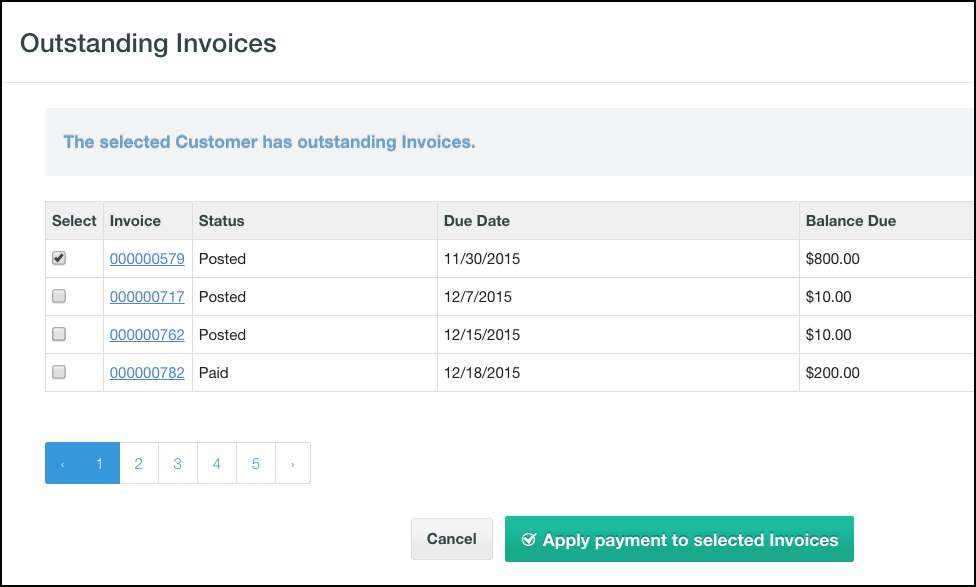 Outstanding Invoices
The selected Customer has outstanding Invoices.
Select Invoice Status Due Date Balance Due
000000579 Posted 11/30/2015 $800.00
000000717 Posted 12/7/2015 $10.00
000000762 Posted 12/15/2015 $10.00
000000782 Paid 12/18/2015 $200.00
‹ 1 2 3 4 5 ›
Cancel Apply payment to selected Invoices